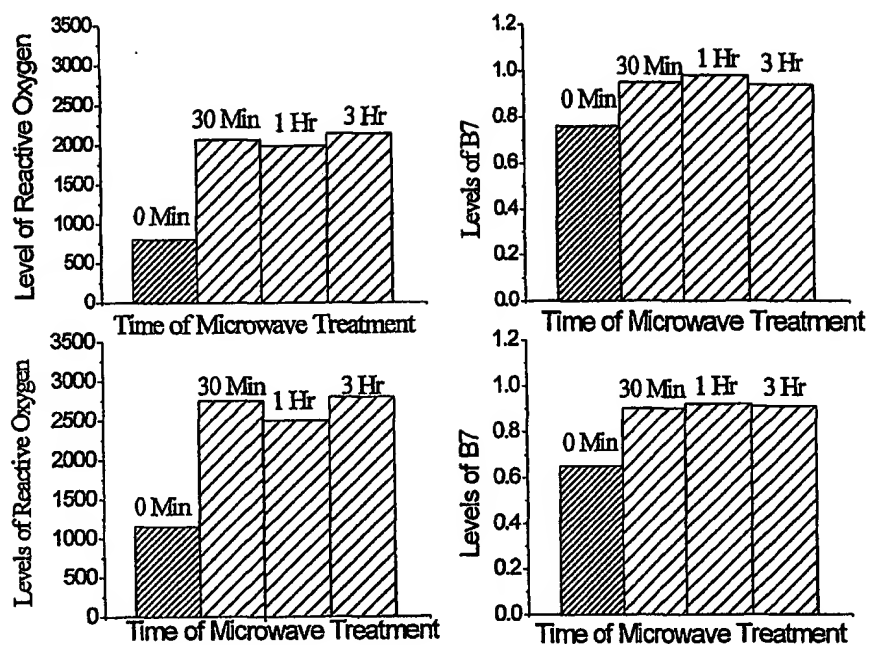 Level of Reactive Oxygen
3500
3000
2500
2000
1500
1000
500
0
0 Min
30 Min
1 Hr
3 Hr
Time of Microwave Treatment
Levels of B7
1.2
1.0
0.8
0.6
0.4
0.2
0.0
0 Min
30 Min
1 Hr
3 Hr
Time of Microwave Treatment
Levels of Reactive Oxygen
3500
3000
2500
2000
1500
1000
500
0
0 Min
30 Min
1 Hr
3 Hr
Time of Microwave Treatment
Levels of B7
1.2
1.0
0.8
0.6
0.4
0.2
0.0
0 Min
30 Min
1 Hr
3 Hr
Time of Microwave Treatment